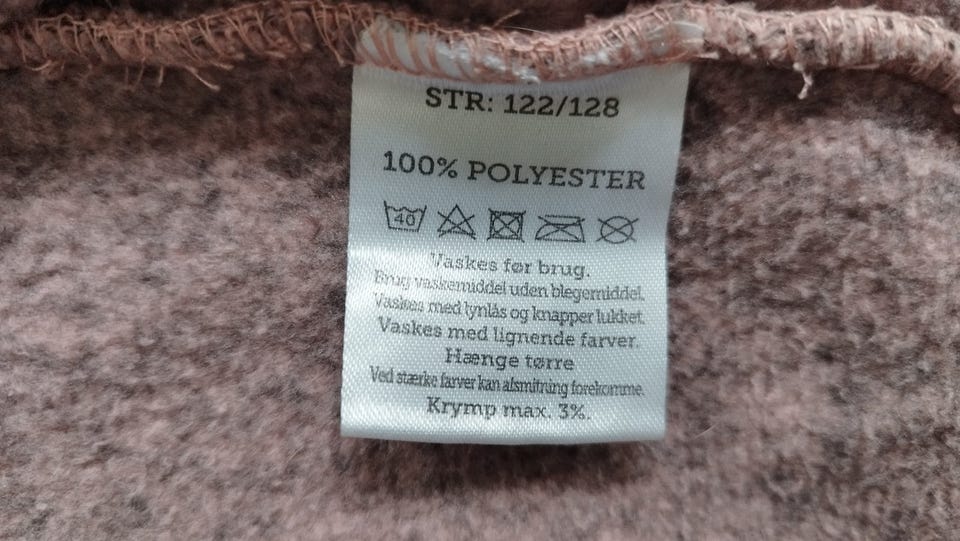 STR: 122/128
100% POLYESTER
40
Vaskes før brug.
Brug vaskemiddel uden blegemiddel.
Vaskes med lynlås og knapper lukket.
Vaskes med lignende farver.
Hænge tørre
Ved stærke farver kan afsmitning forekomme.
Krymp max. 3%.